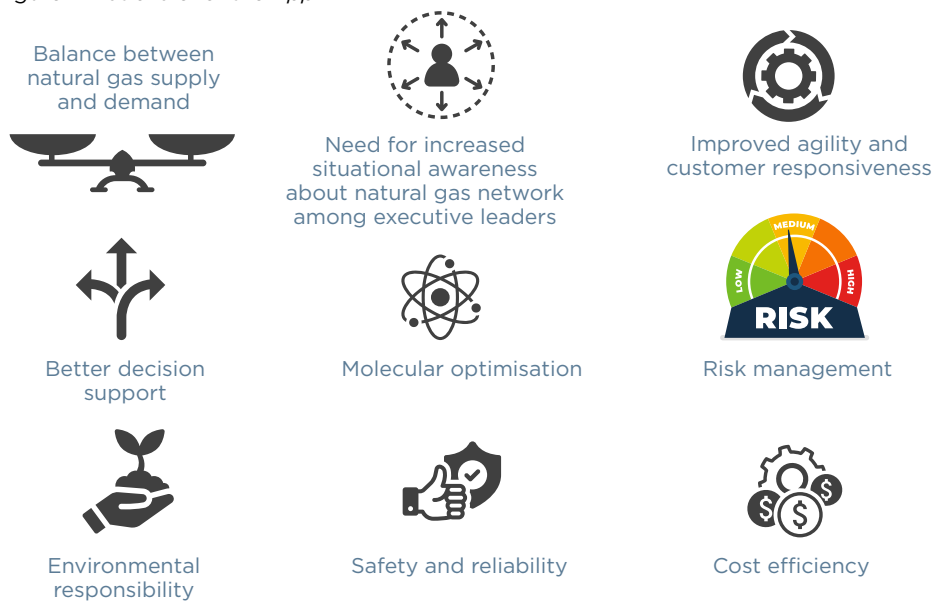 Balance between
natural gas supply
and demand
Need for increased
situational awareness
about natural gas network
among executive leaders
Improved agility and
customer responsiveness
LOW
MEDIUM
HIGH
RISK
Better decision
support
Molecular optimisation
Risk management
$
$
$
Environmental
responsibility
Safety and reliability
Cost efficiency